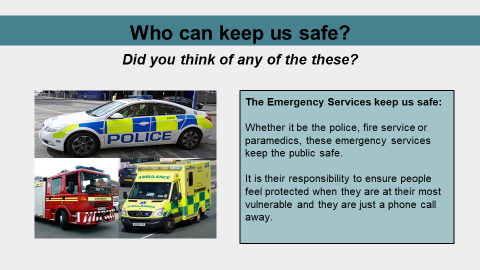 Who can keep us safe?
Did you think of any of the these?
POLICE
AMBULANCE
The Emergency Services keep us safe:
Whether it be the police, fire service or
paramedics, these emergency services
keep the public safe.
It is their responsibility to ensure people
feel protected when they are at their most
vulnerable and they are just a phone call
away.